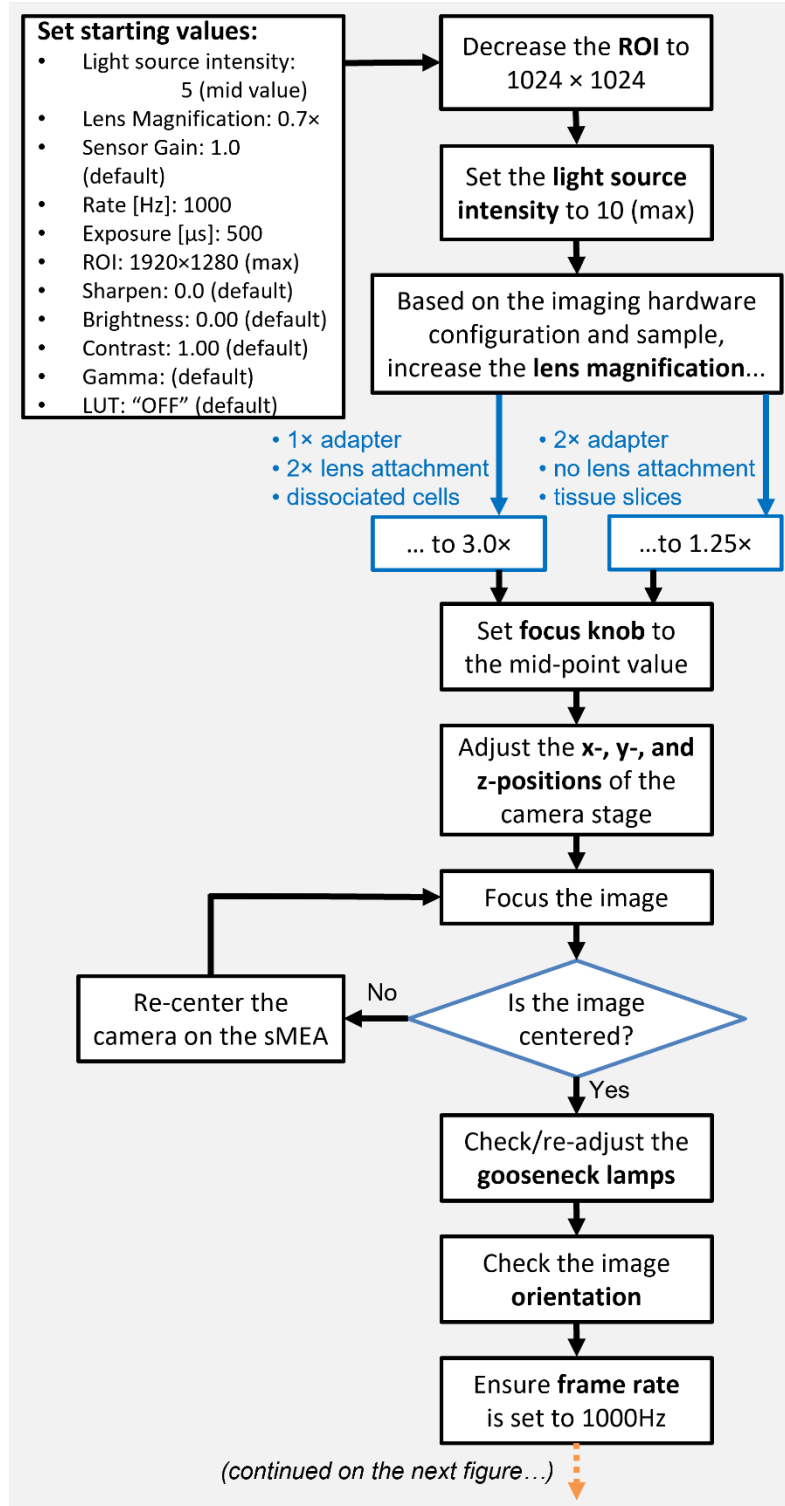 Set starting values:
• Light source intensity:
5 (mid value)
• Lens Magnification: 0.7×
• Sensor Gain: 1.0
(default)
• Rate [Hz]: 1000
• Exposure [µs]: 500
• ROI: 1920×1280 (max)
• Sharpen: 0.0 (default)
• Brightness: 0.00 (default)
• Contrast: 1.00 (default)
• Gamma: (default)
• LUT: “OFF” (default)
Decrease the ROI to
1024 × 1024
Set the light source
intensity to 10 (max)
Based on the imaging hardware
configuration and sample,
increase the lens magnification...
• 1× adapter
• 2× lens attachment
• dissociated cells
• 2× adapter
• no lens attachment
• tissue slices
... to 3.0×
...to 1.25×
Set focus knob to
the mid-point value
Adjust the x-, y-, and
z-positions of the
camera stage
Focus the image
Is the image
centered?
No
Re-center the
camera on the sMEA
Yes
Check/re-adjust the
gooseneck lamps
Check the image
orientation
Ensure frame rate
is set to 1000Hz
(continued on the next figure…)